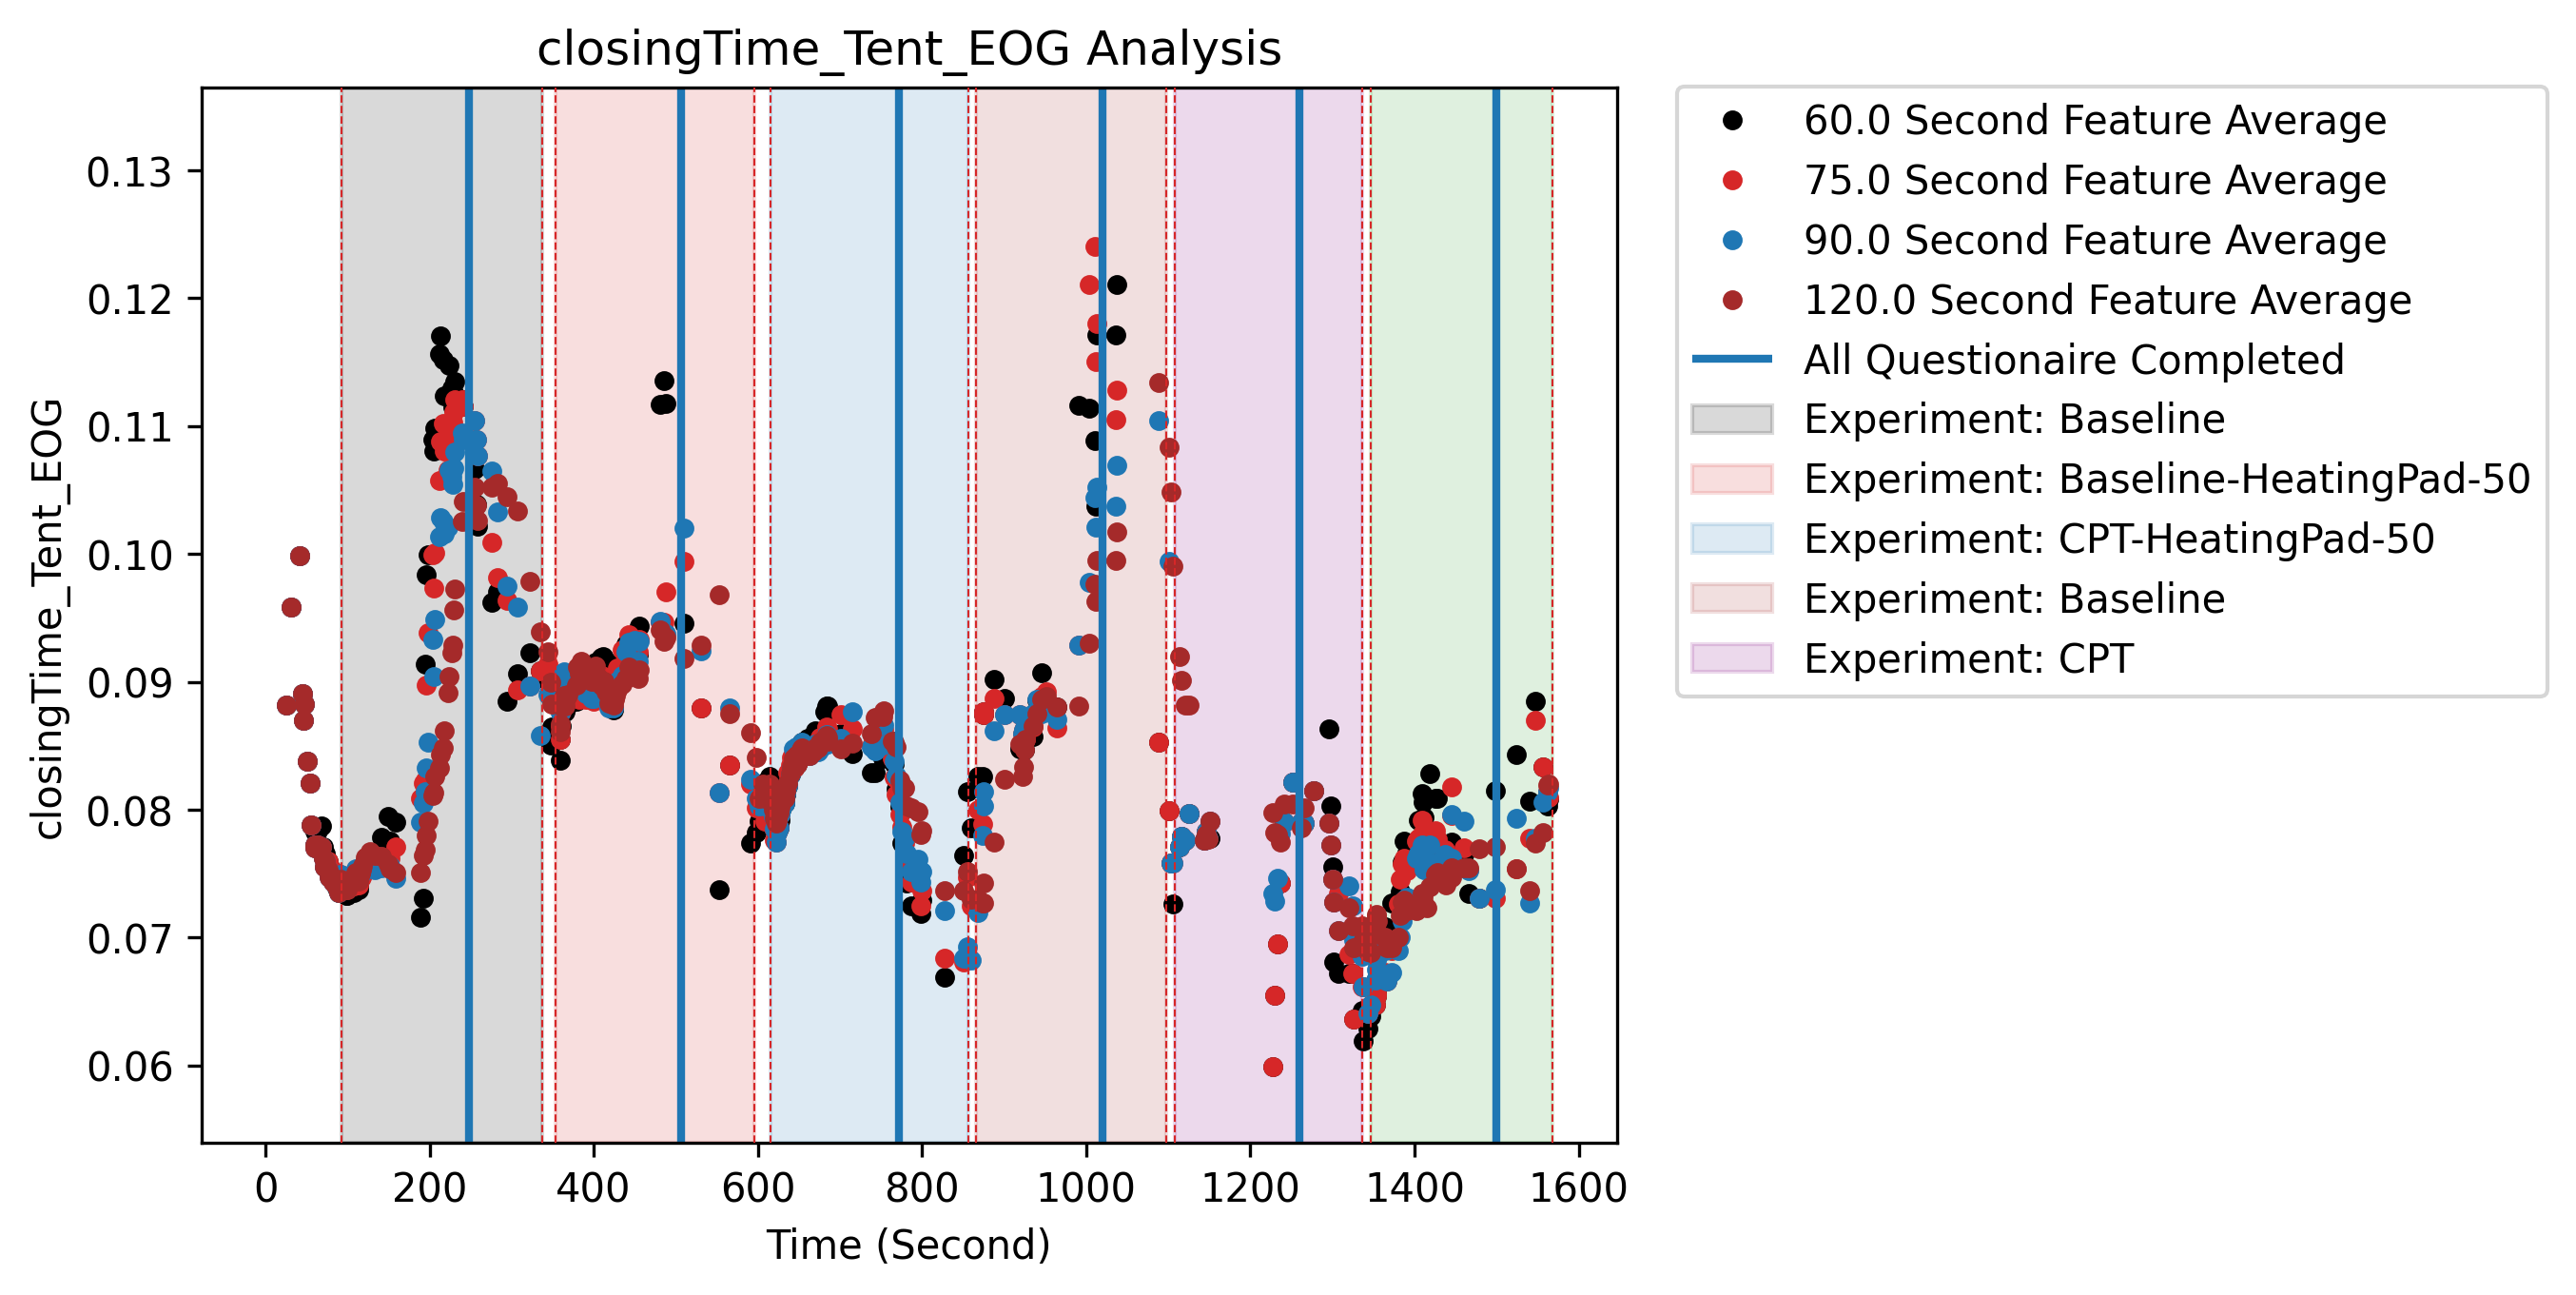 closingTime_Tent_EOG Analysis
0.13
0.12
0.11
0.10
0.09
0.08
0.07
0.06
closingTime_Tent_EOG
0 200 400 600 800 1000 1200 1400 1600
Time (Second)
60.0 Second Feature Average
75.0 Second Feature Average
90.0 Second Feature Average
120.0 Second Feature Average
All Questionaire Completed
Experiment: Baseline
Experiment: Baseline-HeatingPad-50
Experiment: CPT-HeatingPad-50
Experiment: Baseline
Experiment: CPT